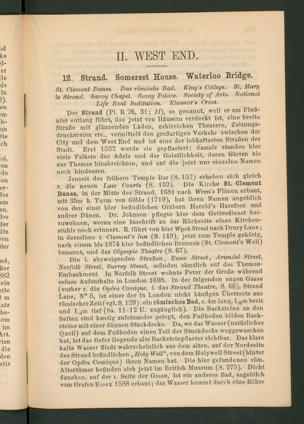 II. WEST END.
12. Strand. Somerset House. Waterloo Bridge.
St. Clement Danes. Das römische Bad. King's College. St. Mary
le Strand. Savoy Chapel. Savoy Palace. Society of Arts. National
Life Boat Institution. Eleanor's Cross.
Der Strand (Pl. R 26, 31; II), so genannt, weil er am Fluß-
ufer entlang führt, das jetzt von Häusern verdeckt ist, eine breite
Straße mit glänzenden Läden, zahlreichen Theatern, Zeitungs-
druckereien etc., vermittelt den großartigen Verkehr zwischen der
City und dem West End und ist eine der lebhaftesten Straßen der
Stadt. Erst 1532 wurde sie gepflastert; damals standen hier
viele Paläste des Adels und der Geistlichkeit, deren Gärten bis
zur Themse hinabreichten, und auf die jetzt nur einzelne Namen
noch hindeuten.
Jenseit des frühern Temple Bar (S. 152) erheben sich gleich
r. die neuen Law Courts (S. 152). Die Kirche St. Clement
Danes, in der Mitte des Strand, 1681 nach Wren's Plänen erbaut,
mit 35m h. Turm von Gibbs (1719), hat ihren Namen angeblich
von den einst hier befindlichen Gräbern Harold's Harefoot und
andrer Dänen. Dr. Johnson pflegte hier dem Gottesdienst bei-
zuwohnen, woran eine Inschrift an der Rückseite eines Kirchen-
stuhls noch erinnert. R. führt von hier Wych Street nach Drury Lane;
in derselben r. Clement's Inn (S. 149), jetzt zum Temple gehörig,
nach einem bis 1874 hier befindlichen Brunnen (St. Clement's Well)
benannt, und das Olympic Theatre (S. 67).
Die l. abzweigenden Straßen, Essex Street, Arundel Street,
Norfolk Street, Surrey Street, führen sämtlich auf das Themse-
Embankment. In Norfolk Street wohnte Peter der Große während
seines Aufenthalts in London 1698. In der folgenden engen Gasse
(vorher r. die Opéra Comique, l. das Strand Theatre, S. 66), Strand
Lane, Nº 5, ist einer der in London nicht häufigen Überreste aus
römischer Zeit (vgl. S. 129): ein römisches Bad, c. 4m lang, 1,8m breit
und 1,4m tief (Sa. 11-12 U. zugänglich). Die Backsteine an den
Seiten sind kantig aufeinander gelegt, den Fußboden bilden Back-
steine mit einer dünnen Stuckdecke. Da, wo das Wasser (natürlicher
Quell) auf dem Fußboden einen Teil der Stuckdecke weggewaschen
hat, ist das tiefer liegende alte Backsteinpflaster sichtbar. Das klare
kalte Wasser fließt wahrscheinlich aus dem alten, auf der Nordseite
des Strand befindlichen „Holy Well", von dem Holywell Street (hinter
der Opéra Comique) ihren Namen hat. Die hier gefundenen röm.
Altertümer befinden sich jetzt im British Museum (S. 275). Dicht
daneben, auf der r. Seite der Gasse, ist ein anderes Bad, angeblich
vom Grafen Essex 1588 erbaut; das Wasser kommt durch eine Röhre